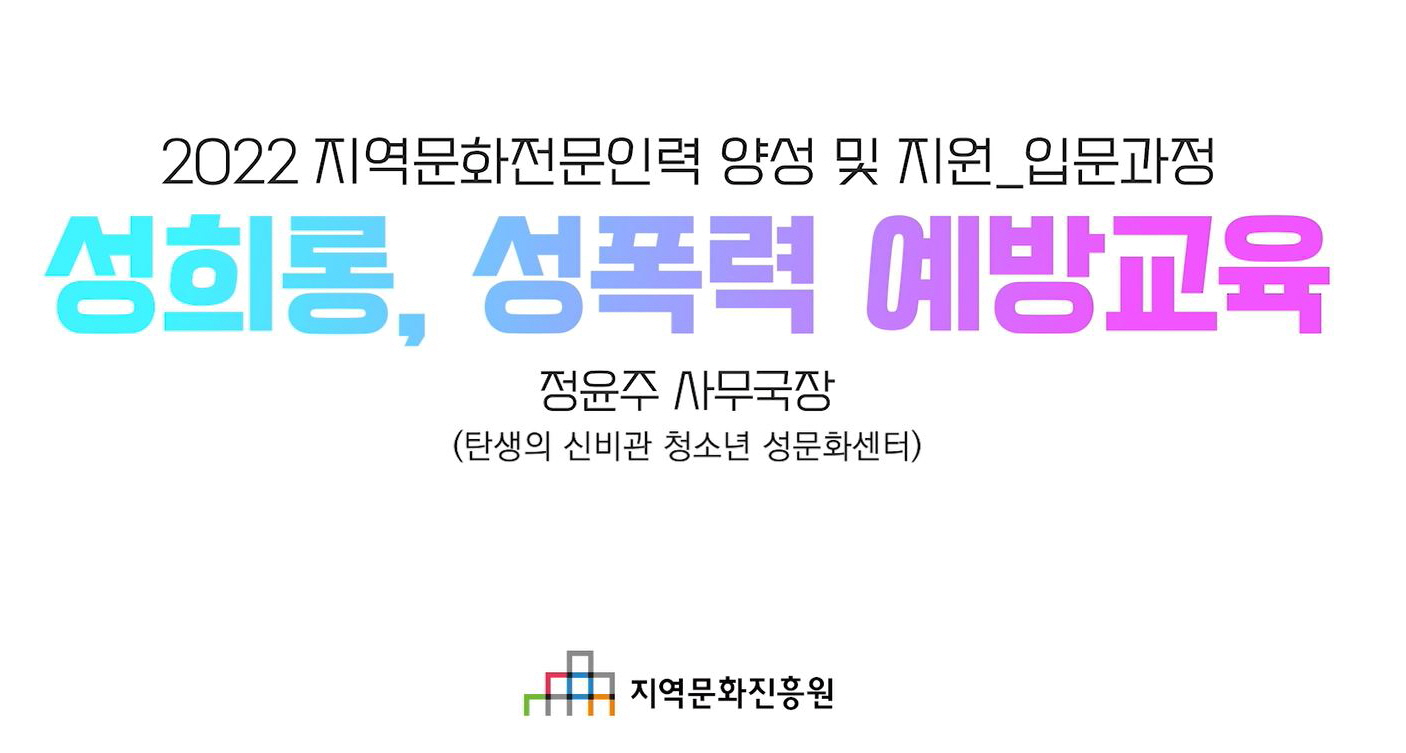 2022 지역문화전문인력 양성 및 지원_입문과정
성희롱, 성폭력 예방교육
정윤주 사무국장
(탄생의 신비관 청소년 성문화센터)
지역문화진흥원